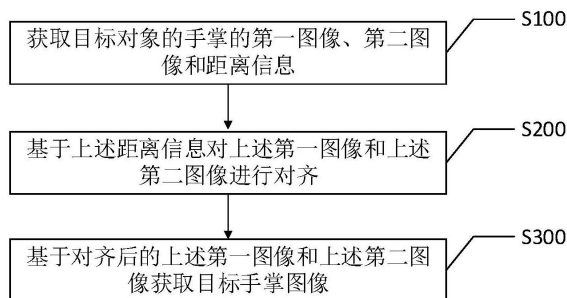 获取目标对象的手掌的第一图像、第二图
像和距离信息
S100
基于上述距离信息对上述第一图像和上述
第二图像进行对齐
S200
基于对齐后的上述第一图像和上述第二图
像获取目标手掌图像
S300